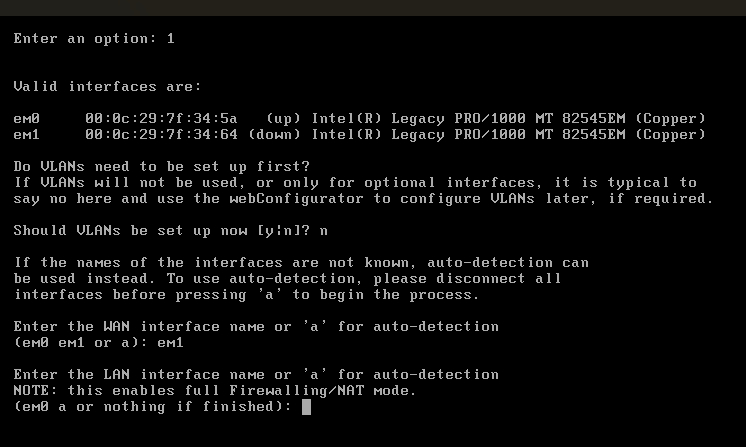 Enter an option: 1
Valid interfaces are:
em0     00:0c:29:7f:34:5a   (up) Intel(R) Legacy PRO/1000 MT 82545EM (Copper)
em1     00:0c:29:7f:34:64 (down) Intel(R) Legacy PRO/1000 MT 82545EM (Copper)
Do VLANs need to be set up first?
If VLANs will not be used, or only for optional interfaces, it is typical to
say no here and use the webConfigurator to configure VLANs later, if required.
Should VLANs be set up now [y|n]? n
If the names of the interfaces are not known, auto-detection can
be used instead. To use auto-detection, please disconnect all
interfaces before pressing 'a' to begin the process.
Enter the WAN interface name or 'a' for auto-detection
(em0 em1 or a): em1
Enter the LAN interface name or 'a' for auto-detection
NOTE: this enables full Firewalling/NAT mode.
(em0 a or nothing if finished):